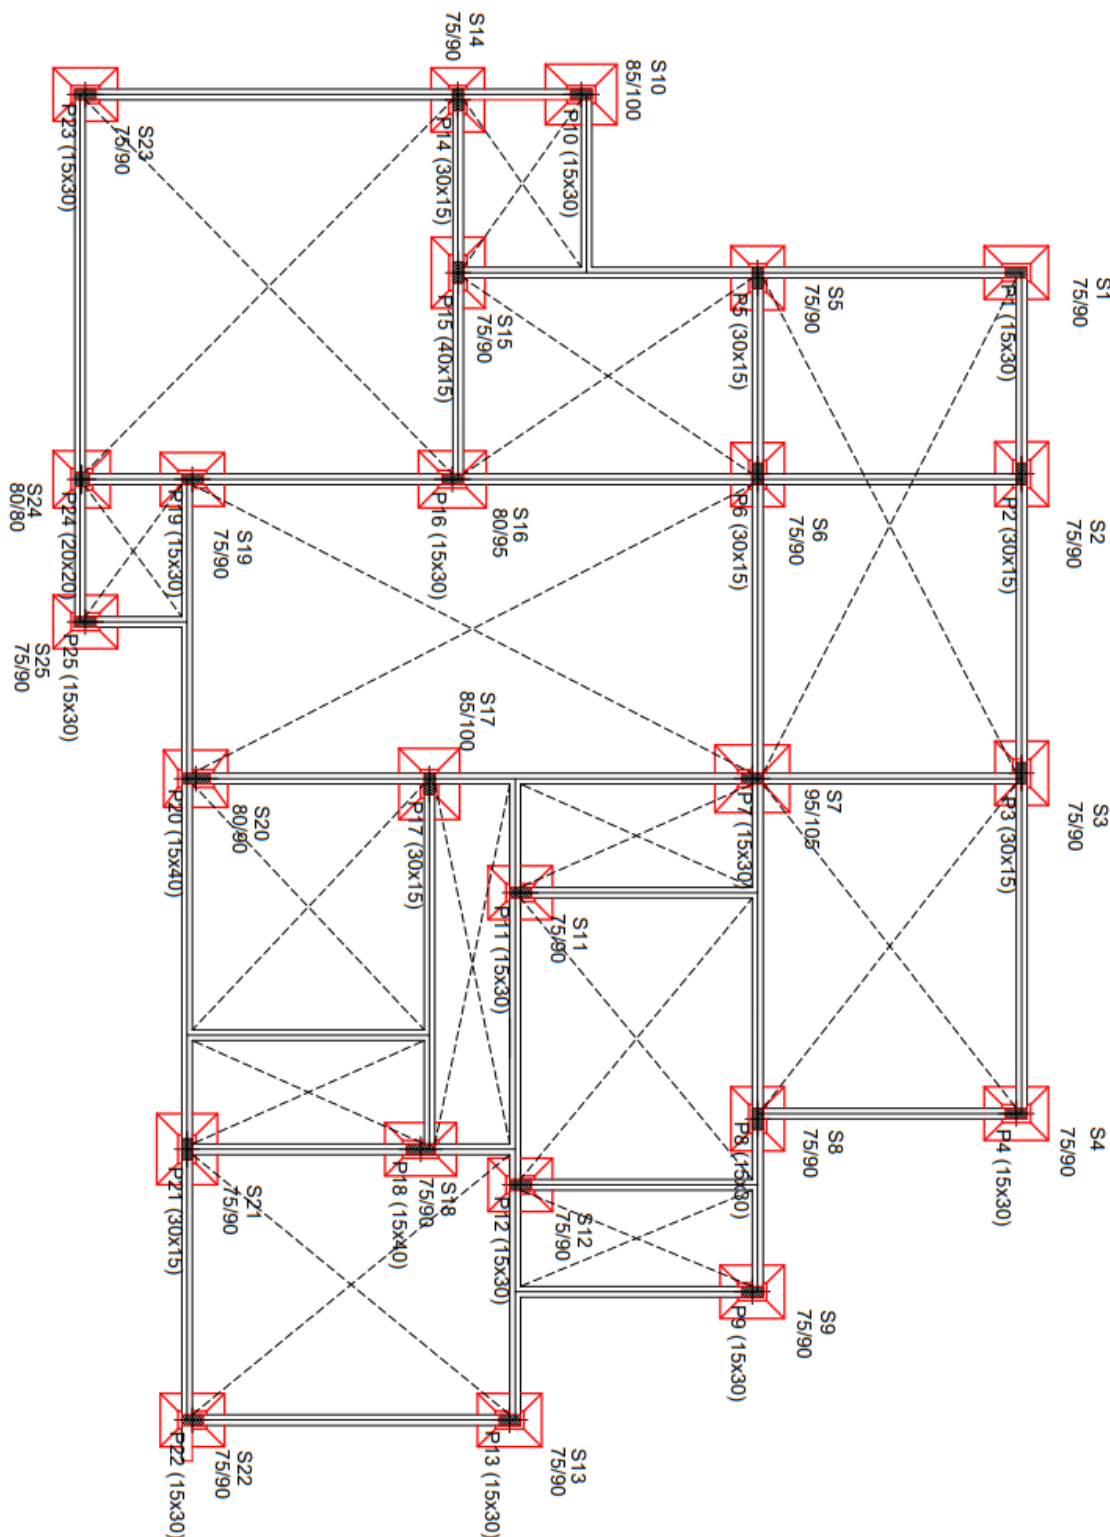 S1
75/90
P1 (15x30)
S2
75/90
P2 (30x15)
S3
75/90
P3 (30x15)
S4
75/90
P4 (15x30)
S5
75/90
P5 (30x15)
S6
75/90
P6 (30x15)
S7
95/105
P7 (15x30)
S8
75/90
P8 (15x30)
S9
75/90
P9 (15x30)
S10
85/100
P10 (15x30)
S11
75/90
P11 (15x30)
S12
75/90
P12 (15x30)
S13
75/90
P13 (15x30)
S14
75/90
P14 (30x15)
S15
75/90
P15 (40x15)
S16
80/95
P16 (15x30)
S17
85/100
P17 (30x15)
S18
75/90
P18 (15x40)
S19
75/90
P19 (15x30)
S20
80/90
P20 (15x40)
S21
75/90
P21 (30x15)
S22
75/90
P22 (15x30)
S23
75/90
P23 (15x30)
S24
80/80
P24 (20x20)
S25
75/90
P25 (15x30)